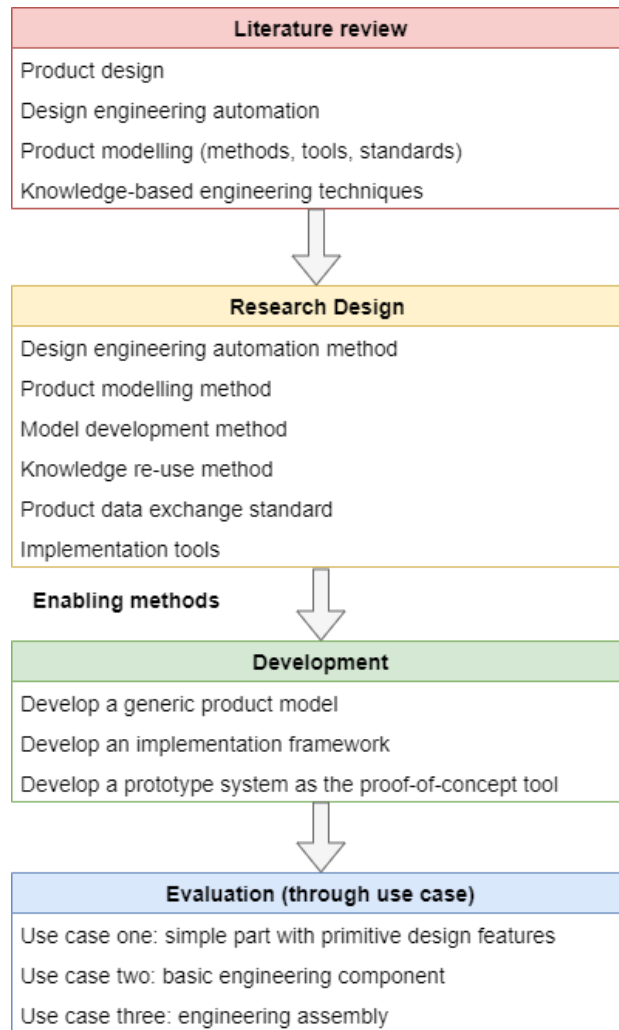 Literature review
Product design
Design engineering automation
Product modelling (methods, tools, standards)
Knowledge-based engineering techniques
Research Design
Design engineering automation method
Product modelling method
Model development method
Knowledge re-use method
Product data exchange standard
Implementation tools
Enabling methods
Development
Develop a generic product model
Develop an implementation framework
Develop a prototype system as the proof-of-concept tool
Evaluation (through use case)
Use case one: simple part with primitive design features
Use case two: basic engineering component
Use case three: engineering assembly